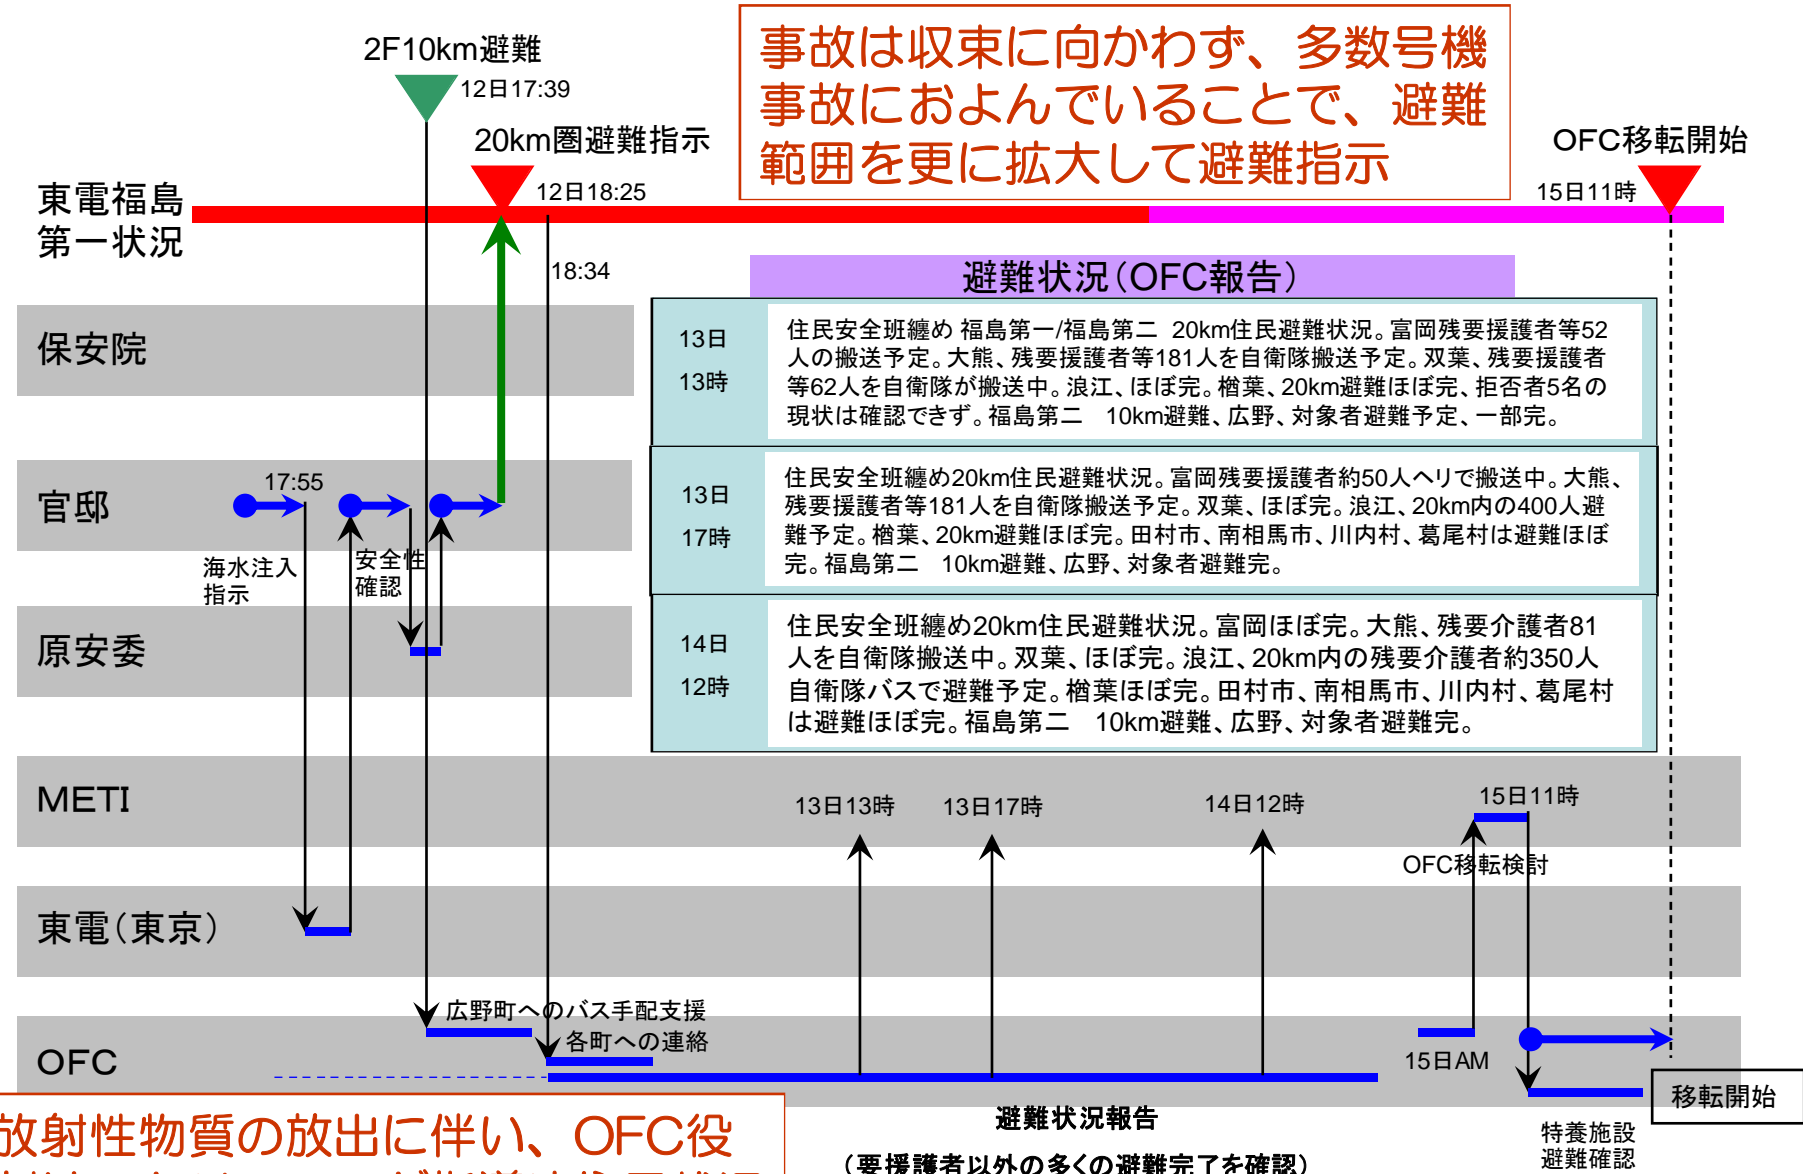 2F10km避難
12日17:39
20km圏避難指示
12日18:25
事故は収束に向かわず、多数号機
事故におよんでいることで、避難
範囲を更に拡大して避難指示
OFC移転開始
15日11時
東電福島
第一状況
18:34
避難状況(OFC報告)
保安院
13日
13時
住民安全班纏め 福島第一/福島第二 20km住民避難状況。富岡残要援護者等52
人の搬送予定。大熊、残要援護者等181人を自衛隊搬送予定。双葉、残要援護者
等62人を自衛隊が搬送中。浪江、ほぼ完。楢葉、20km避難ほぼ完、拒否者5名の
現状は確認できず。福島第二　10km避難、広野、対象者避難予定、一部完。
官邸
17:55
13日
17時
住民安全班纏め20km住民避難状況。富岡残要援護者約50人ヘリで搬送中。大熊、
残要援護者等181人を自衛隊搬送予定。双葉、ほぼ完。浪江、20km内の400人避
難予定。楢葉、20km避難ほぼ完。田村市、南相馬市、川内村、葛尾村は避難ほぼ
完。福島第二　10km避難、広野、対象者避難完。
海水注入
指示
安全性
確認
原安委
14日
12時
住民安全班纏め20km住民避難状況。富岡ほぼ完。大熊、残要介護者81
人を自衛隊搬送中。双葉、ほぼ完。浪江、20km内の残要介護者約350人
自衛隊バスで避難予定。楢葉ほぼ完。田村市、南相馬市、川内村、葛尾村
は避難ほぼ完。福島第二　10km避難、広野、対象者避難完。
METI
13日13時
13日17時
14日12時
15日11時
OFC移転検討
東電(東京)
広野町へのバス手配支援
各町への連絡
OFC
15日AM
移転開始
避難状況報告
(要援護者以外の多くの避難完了を確認)
特養施設
避難確認
放射性物質の放出に伴い、OFC役